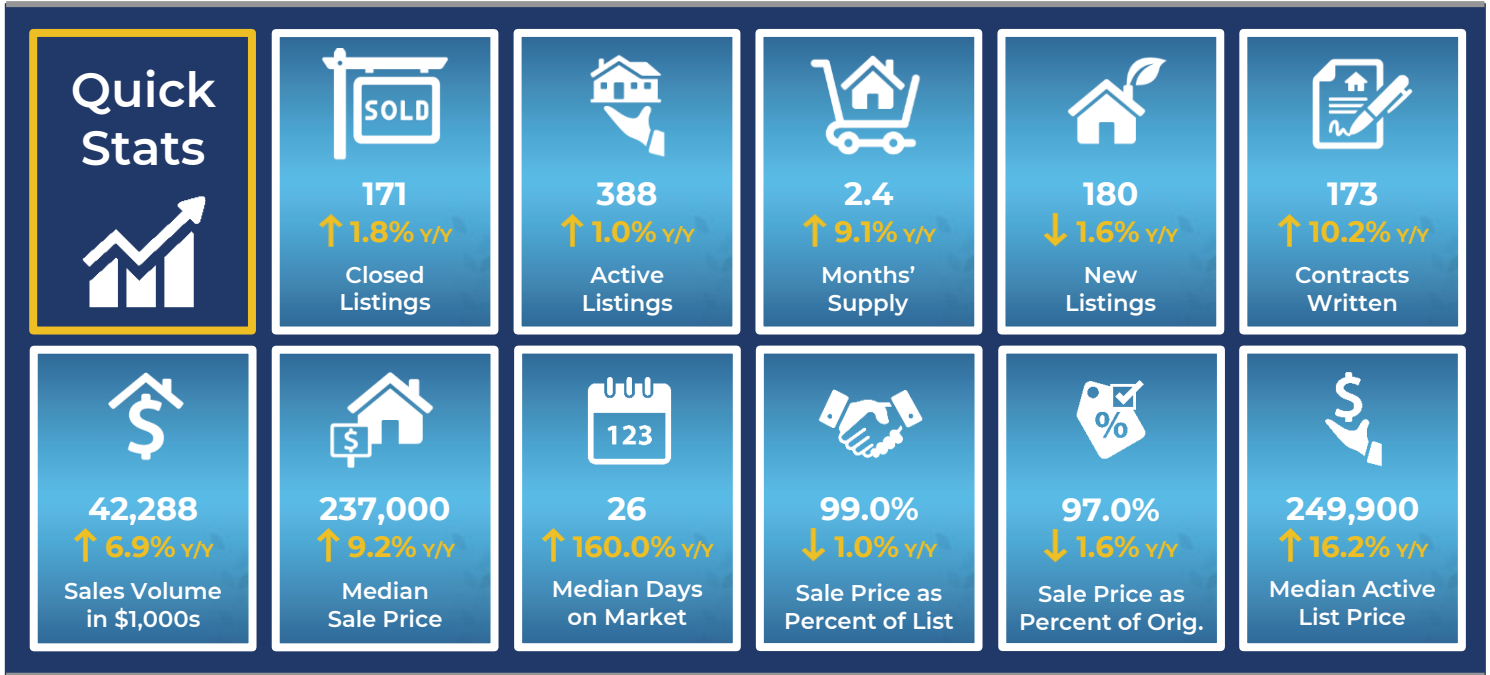 Quick
Stats
SOLD
171
↑ 1.8% Y/Y
Closed
Listings
388
↑ 1.0% Y/Y
Active
Listings
2.4
↑ 9.1% Y/Y
Months’
Supply
180
↓ 1.6% Y/Y
New
Listings
173
↑ 10.2% Y/Y
Contracts
Written
$
42,288
↑ 6.9% Y/Y
Sales Volume
in $1,000s
$
237,000
↑ 9.2% Y/Y
Median
Sale Price
123
26
↑ 160.0% Y/Y
Median Days
on Market
99.0%
↓ 1.0% Y/Y
Sale Price as
Percent of List
%
97.0%
↓ 1.6% Y/Y
Sale Price as
Percent of Orig.
$
249,900
↑ 16.2% Y/Y
Median Active
List Price